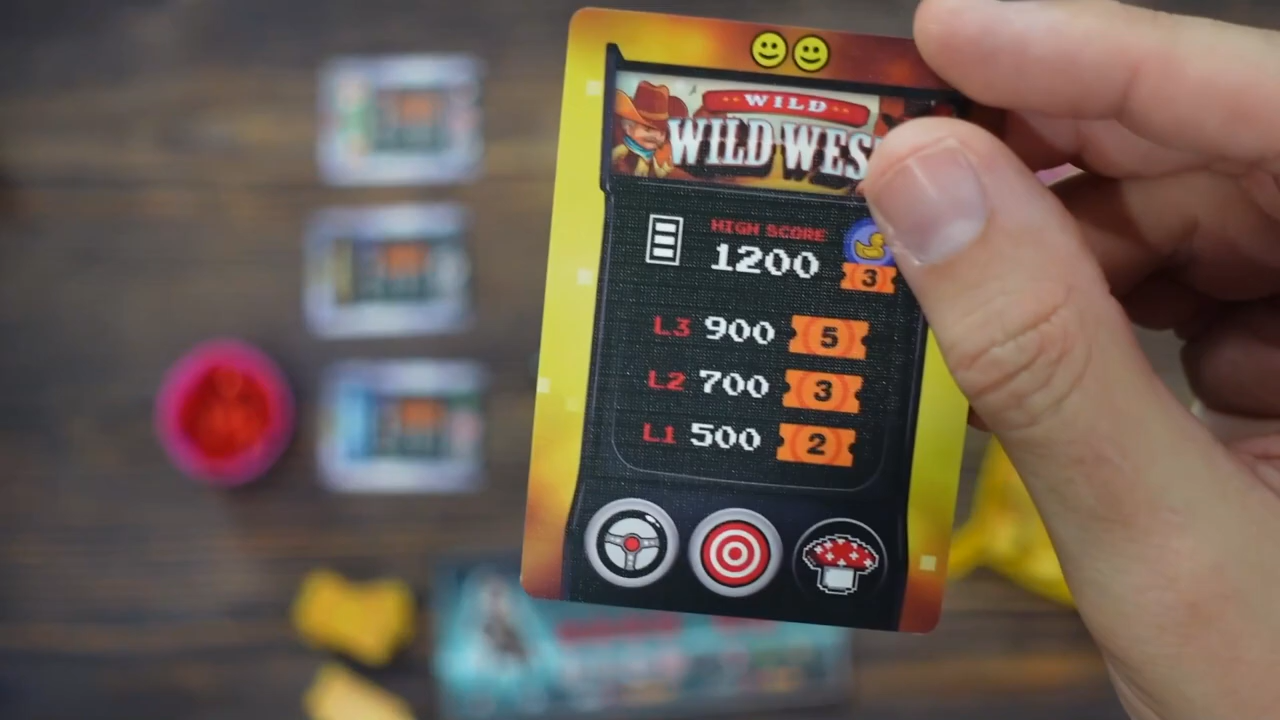 WILD
WILD WES
HIGH SCORE
1200
3
L3 900 5
L2 700 3
L1 500 2